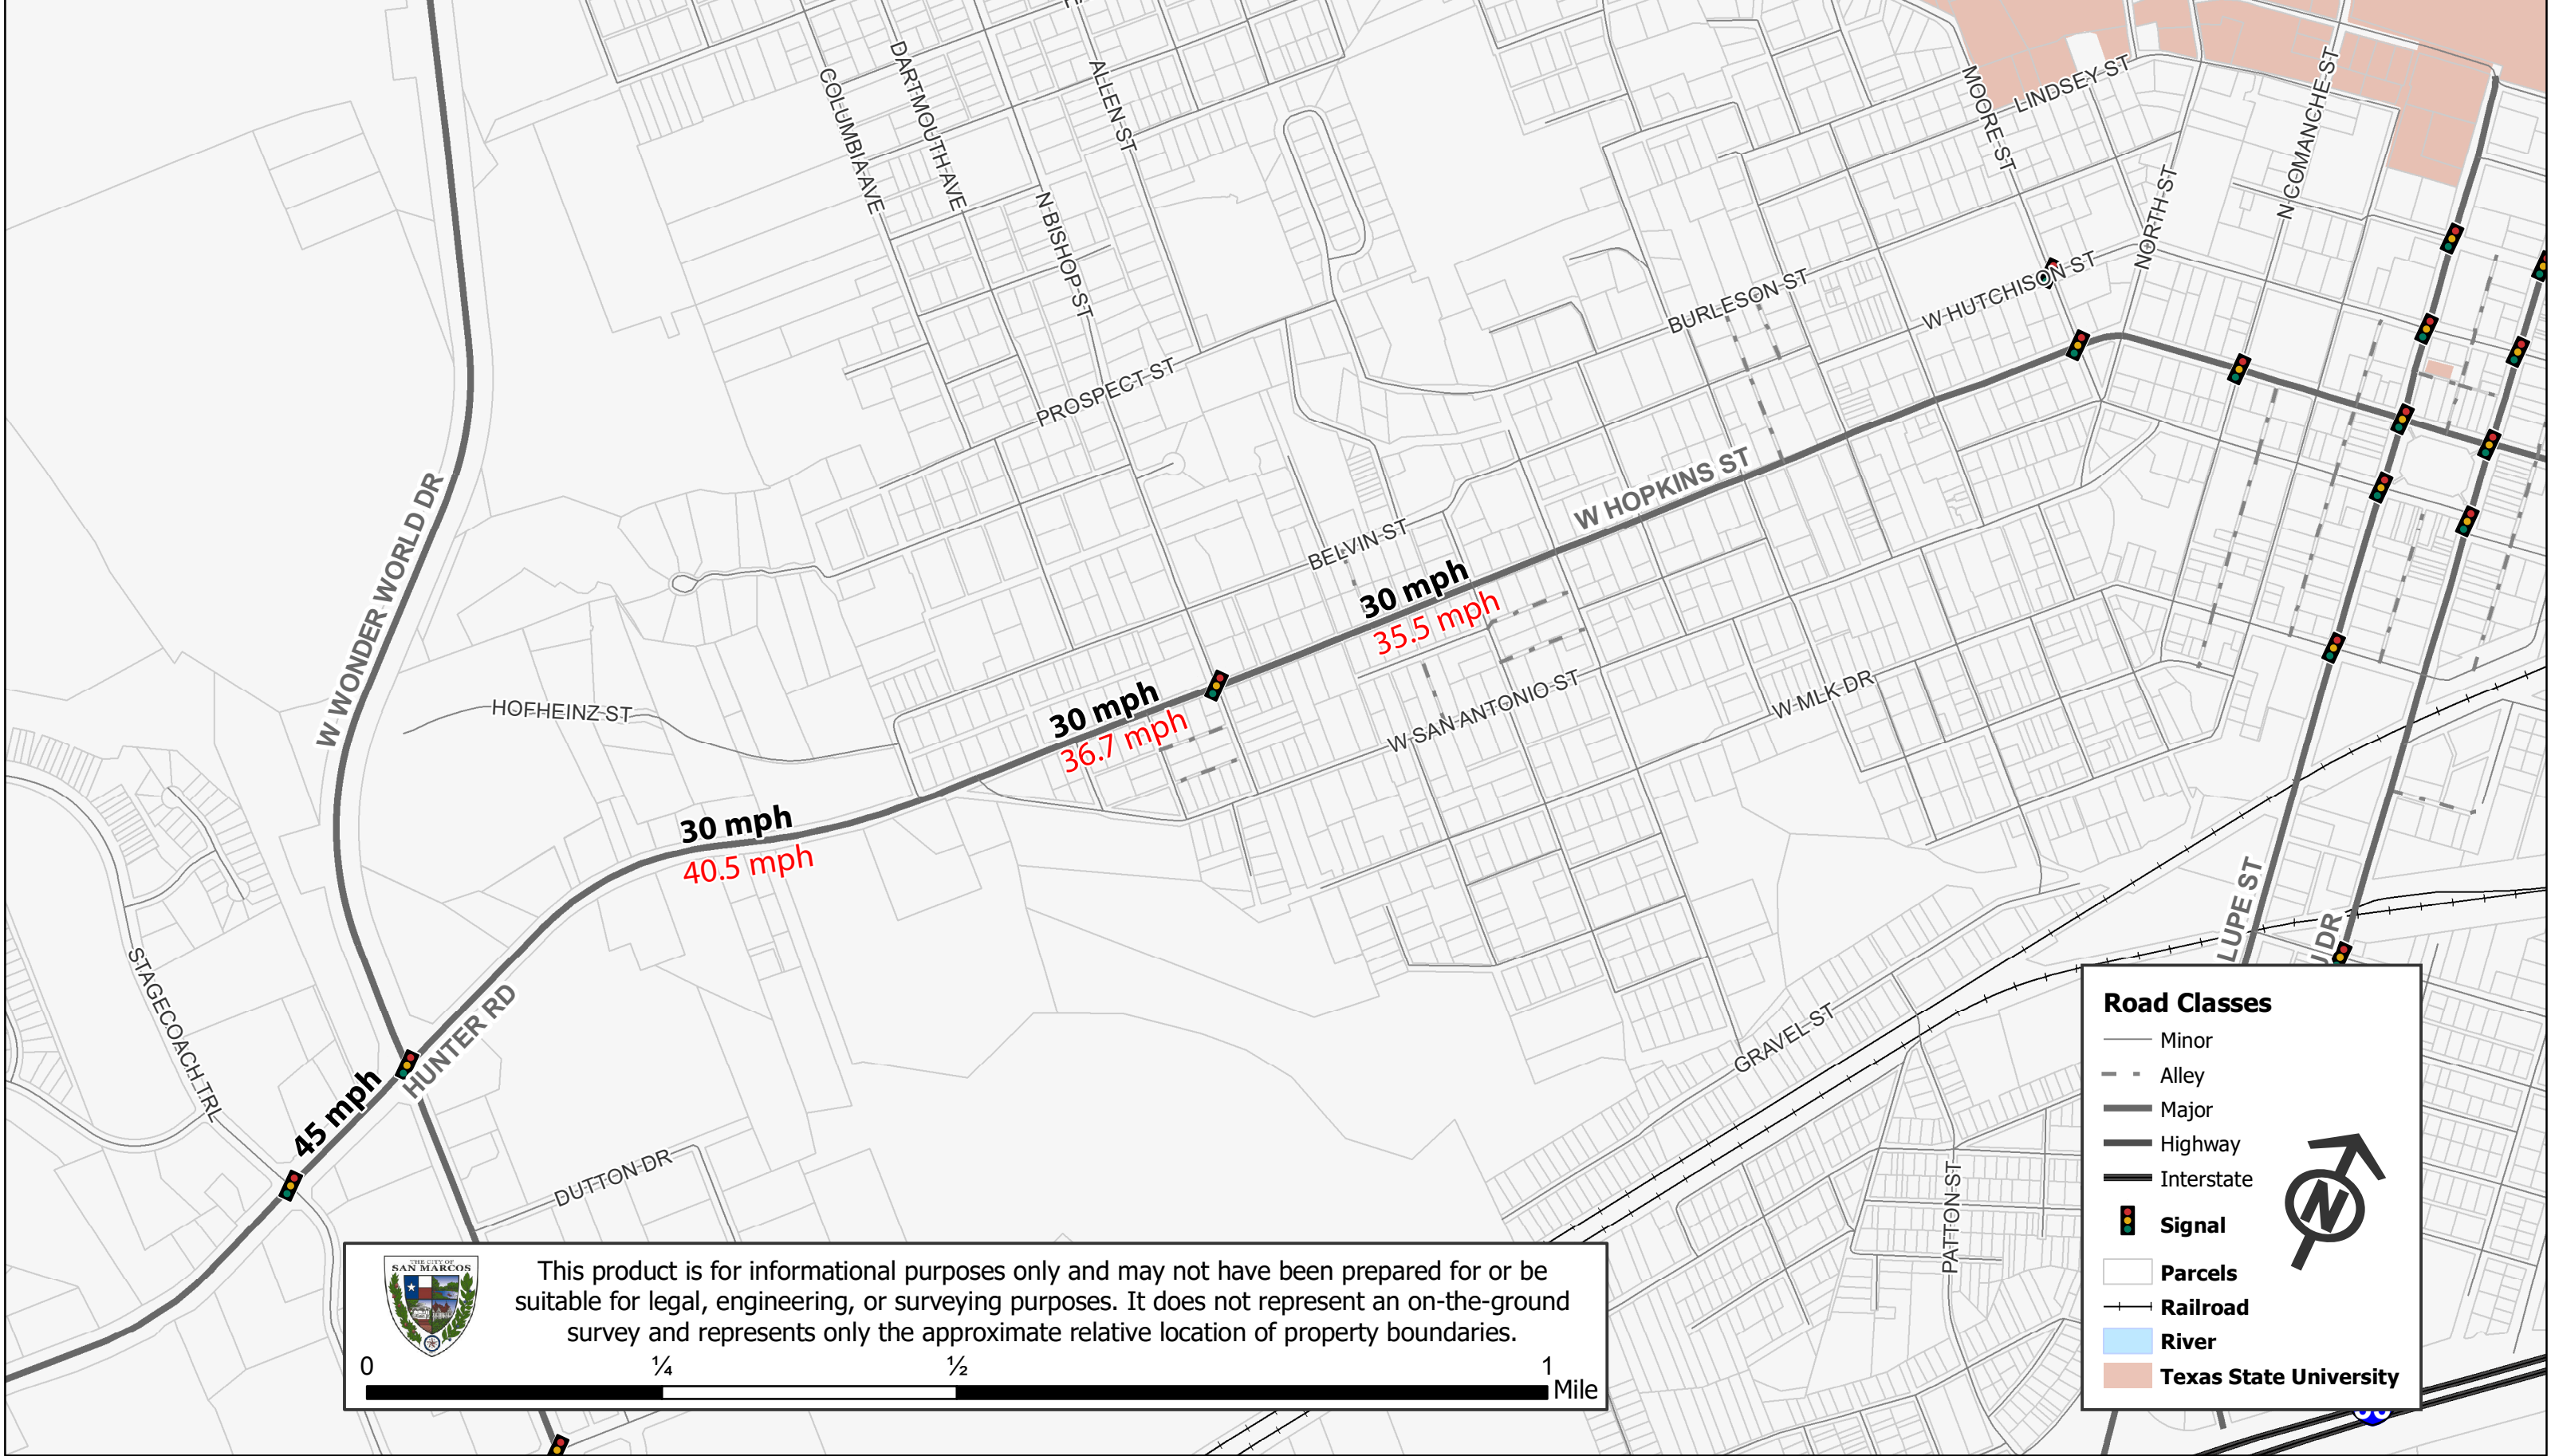 COLUMBIA AVE
DARTMOUTH AVE
ALLEN ST
N BISHOP ST
MOORE ST
LINDSEY ST
NORTH ST
N COMANCHE ST
BURLESON ST
W HUTCHISON ST
PROSPECT ST
W HOPKINS ST
BELVIN ST
W WONDER WORLD DR
30 mph
35.5 mph
HOFHEINZ ST
30 mph
36.7 mph
W SAN ANTONIO ST
W MLK DR
30 mph
40.5 mph
STAGECOACH TRL
HUNTER RD
45 mph
LUPE ST
DR
GRAVEL ST
DUTTON DR
PATTON ST
THE CITY OF
SAN MARCOS
This product is for informational purposes only and may not have been prepared for or be
suitable for legal, engineering, or surveying purposes. It does not represent an on-the-ground
survey and represents only the approximate relative location of property boundaries.
0 ¼ ½ 1
Mile
Road Classes
Minor
Alley
Major
Highway
Interstate
Signal
Parcels
Railroad
River
Texas State University
N